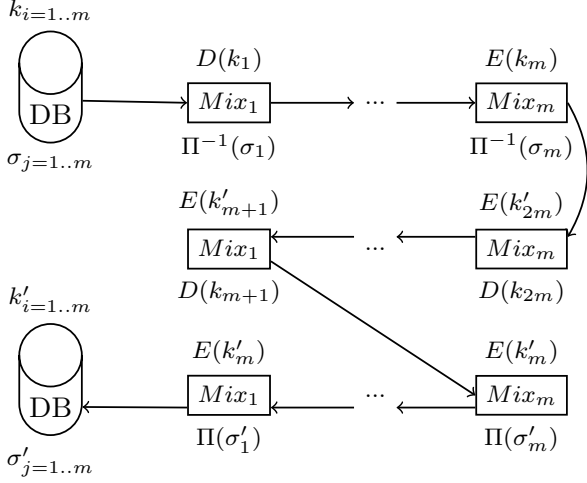 k_{i=1..m}
DB
σ_{j=1..m}
D(k_1)
Mix_1
Π^{−1}(σ_1)
...
E(k_m)
Mix_m
Π^{−1}(σ_m)
E(k'_{m+1})
Mix_1
D(k_{m+1})
...
E(k'_{2m})
Mix_m
D(k_{2m})
k'_{i=1..m}
DB
σ'_{j=1..m}
E(k'_m)
Mix_1
Π(σ'_1)
...
E(k'_m)
Mix_m
Π(σ'_m)